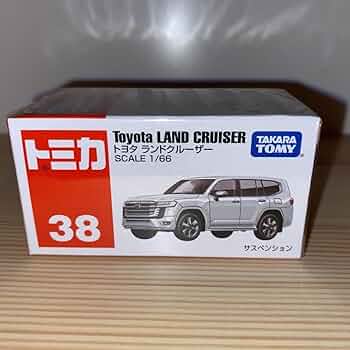 トミカ
38
Toyota LAND CRUISER
トヨタ ランドクルーザー
SCALE 1/66
TAKARA
TOMY
サスペンション